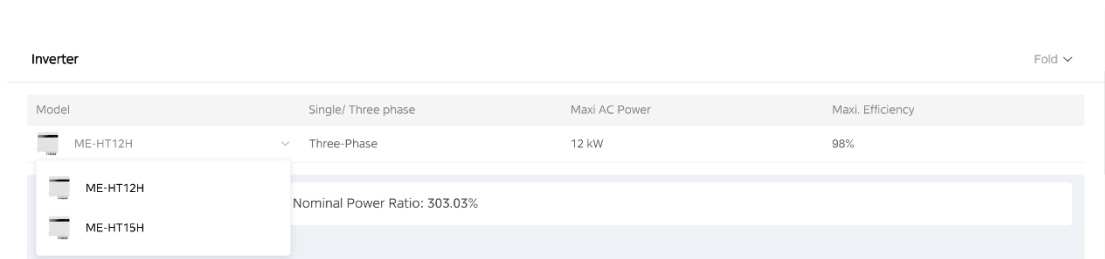 Inverter Fold
Model Single/ Three phase Maxi AC Power Maxi. Efficiency
ME-HT12H Three-Phase 12 kW 98%
ME-HT12H
Nominal Power Ratio: 303.03%
ME-HT15H